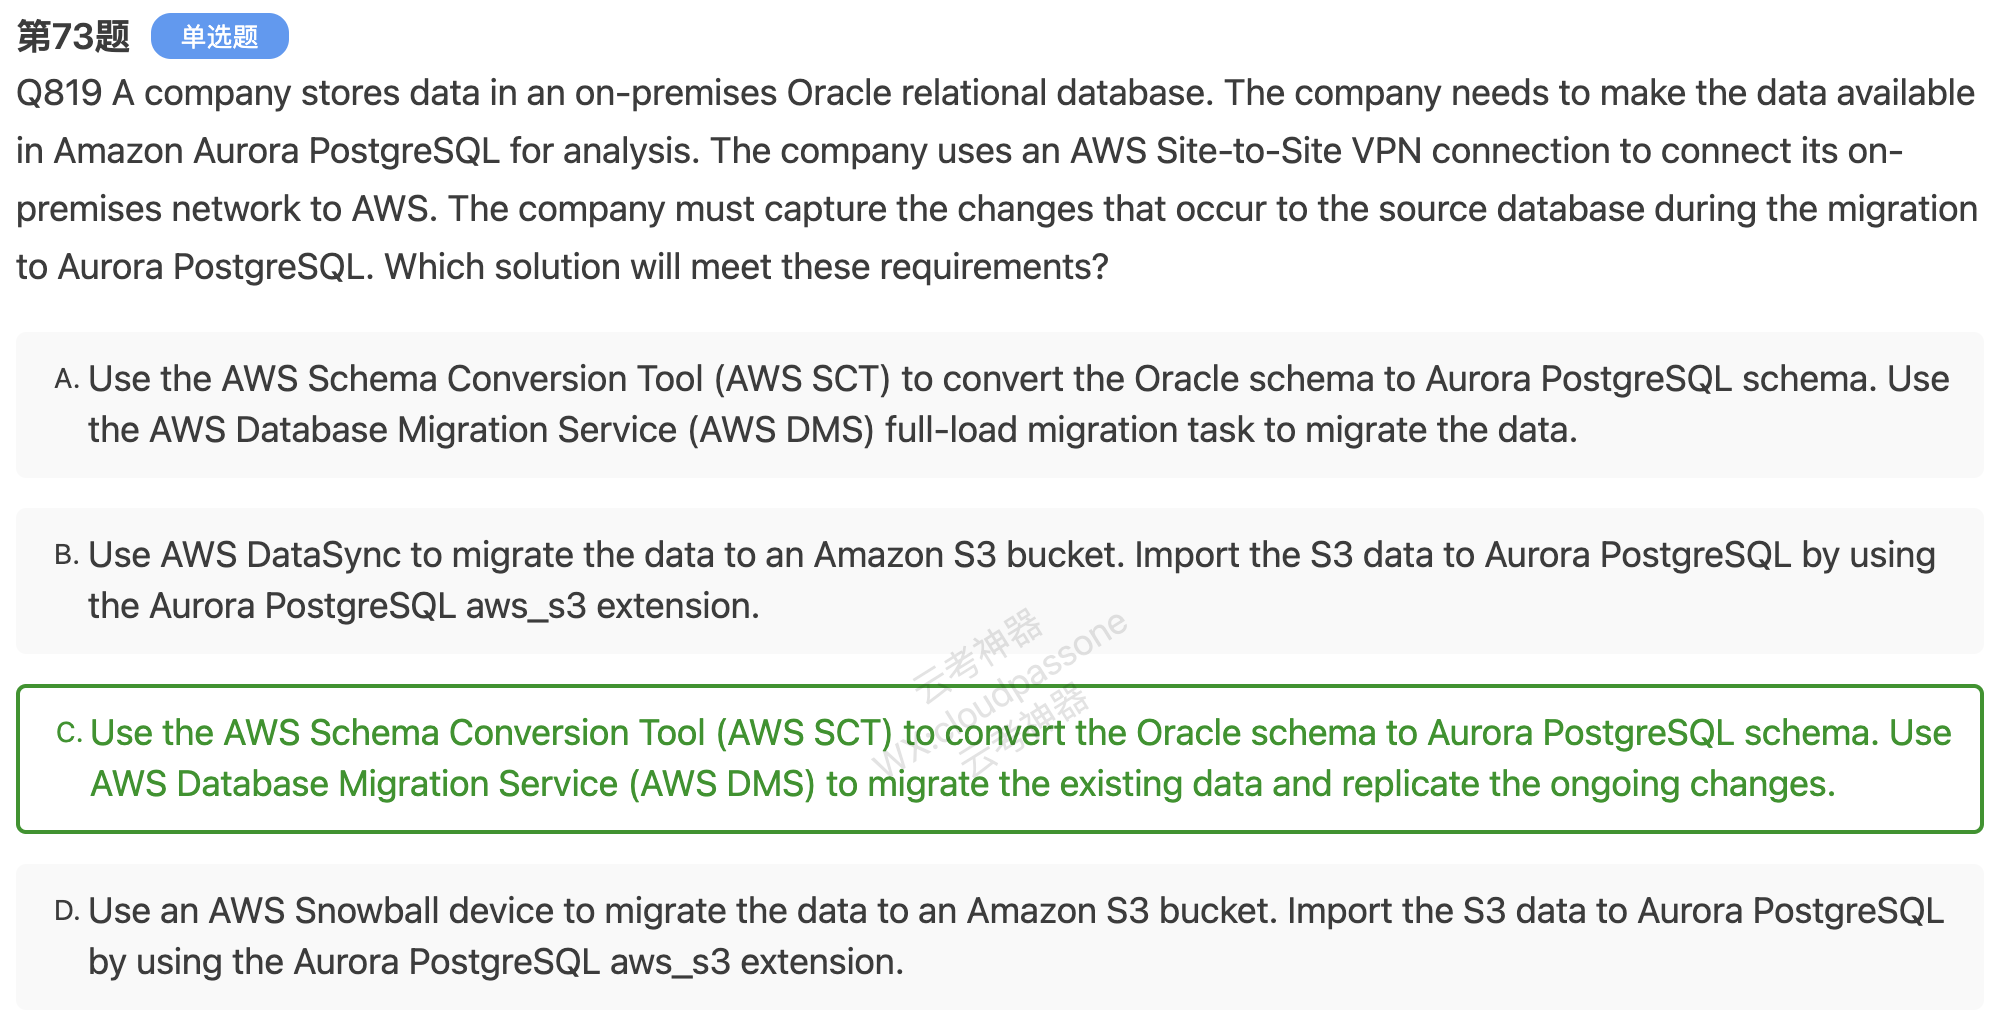 第73题 单选题
Q819 A company stores data in an on-premises Oracle relational database. The company needs to make the data available
in Amazon Aurora PostgreSQL for analysis. The company uses an AWS Site-to-Site VPN connection to connect its on-
premises network to AWS. The company must capture the changes that occur to the source database during the migration
to Aurora PostgreSQL. Which solution will meet these requirements?
A. Use the AWS Schema Conversion Tool (AWS SCT) to convert the Oracle schema to Aurora PostgreSQL schema. Use
the AWS Database Migration Service (AWS DMS) full-load migration task to migrate the data.
B. Use AWS DataSync to migrate the data to an Amazon S3 bucket. Import the S3 data to Aurora PostgreSQL by using
the Aurora PostgreSQL aws_s3 extension.
云考神器
wx:cloudpassone
云考神器
C. Use the AWS Schema Conversion Tool (AWS SCT) to convert the Oracle schema to Aurora PostgreSQL schema. Use
AWS Database Migration Service (AWS DMS) to migrate the existing data and replicate the ongoing changes.
D. Use an AWS Snowball device to migrate the data to an Amazon S3 bucket. Import the S3 data to Aurora PostgreSQL
by using the Aurora PostgreSQL aws_s3 extension.